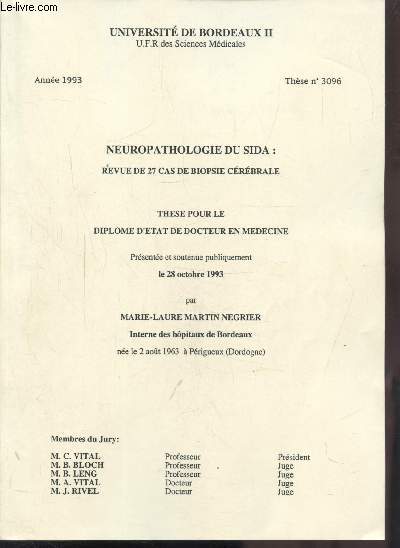 le-livre
UNIVERSITÉ DE BORDEAUX II
U.F.R des Sciences Médicales
Année 1993 Thèse n° 3096
NEUROPATHOLOGIE DU SIDA :
REVUE DE 27 CAS DE BIOPSIE CÉRÉBRALE
THESE POUR LE
DIPLOME D'ETAT DE DOCTEUR EN MEDECINE
Présentée et soutenue publiquement
le 28 octobre 1993
par
MARIE-LAURE MARTIN NEGRIER
Interne des hôpitaux de Bordeaux
née le 2 août 1963 à Périgueux (Dordogne)
Membres du Jury:
M. C. VITAL Professeur Président
M. B. BLOCH Professeur Juge
M. B. LENG Professeur Juge
M. A. VITAL Docteur Juge
M. J. RIVEL Docteur Juge